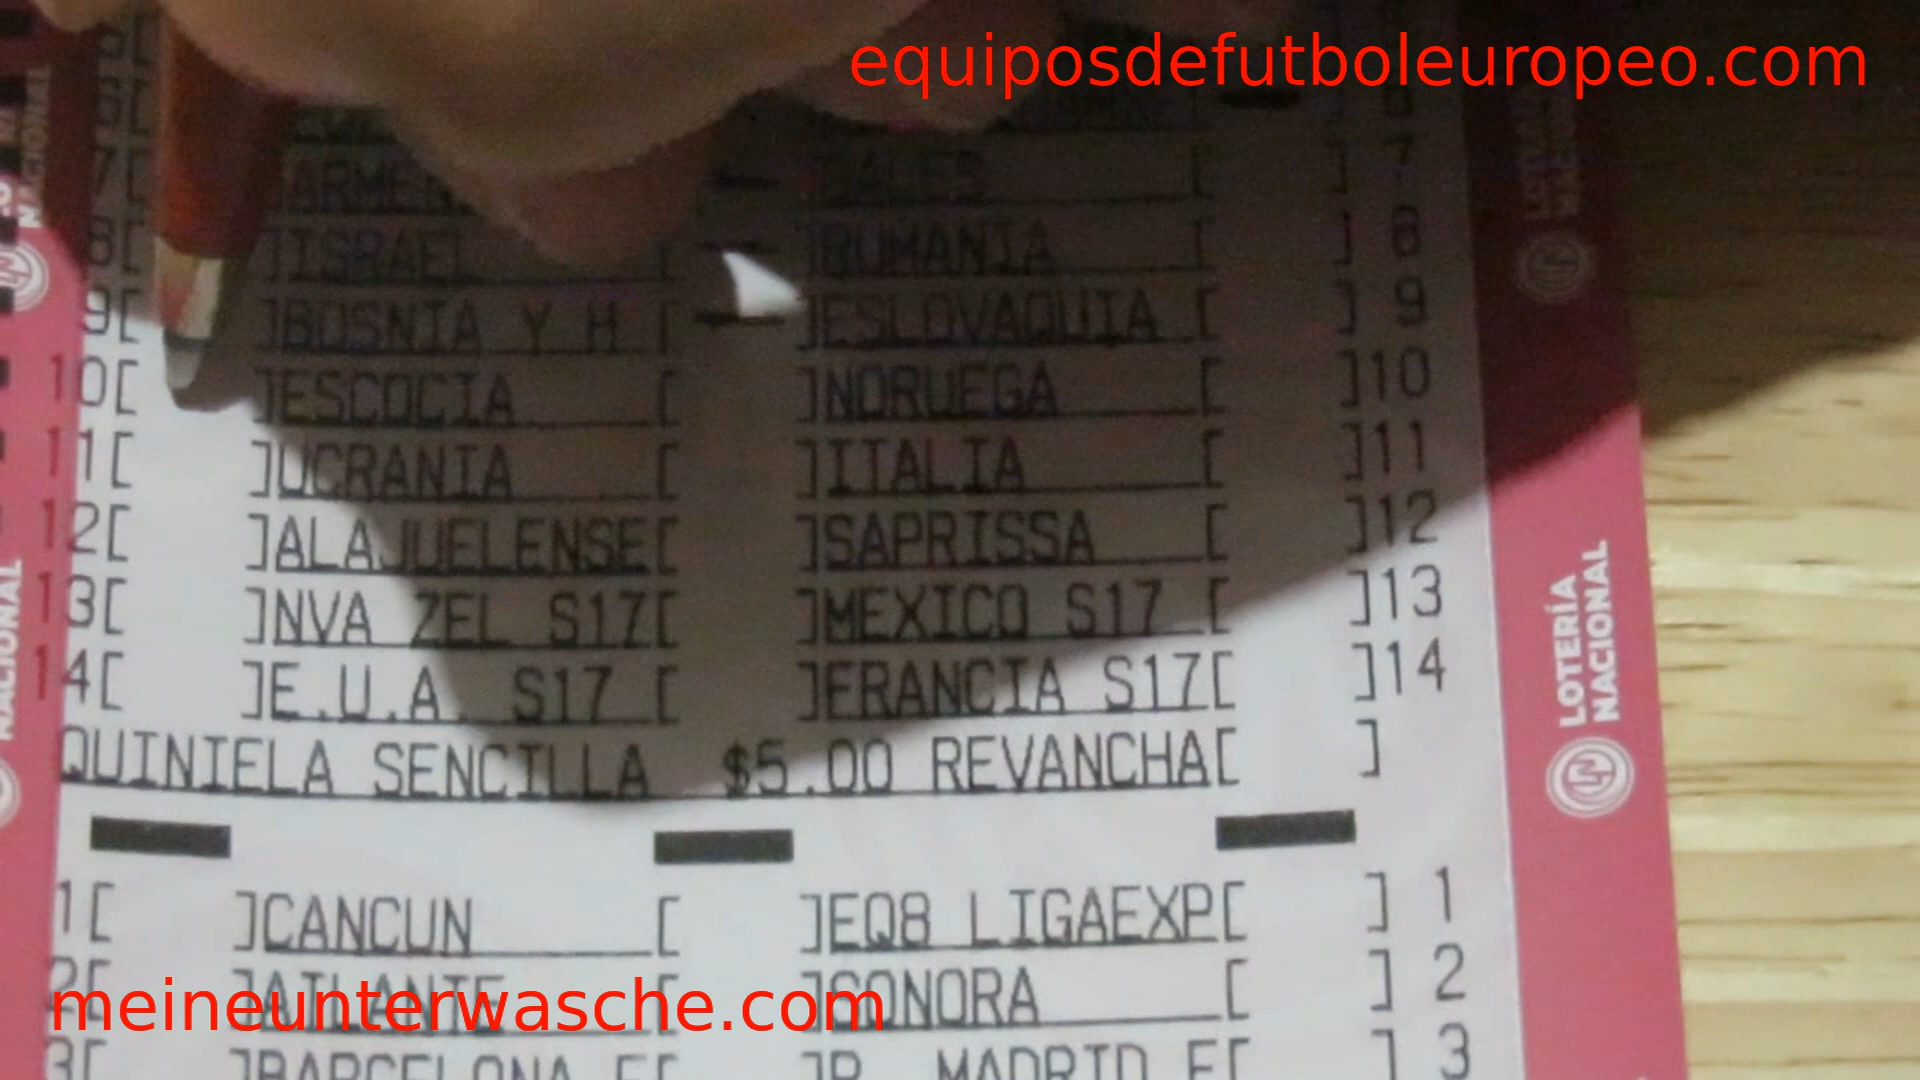 equiposdefutboleuropeo.com
7[ ]ARMEN [ ]GALES [ ] 7
8[ ]ISRAEL [ ]RUMANIA [ ] 8
9[ ]BOSNIA Y H [ ]ESLOVAQUIA [ ] 9
10[ ]ESCOCIA [ ]NORUEGA [ ]10
11[ ]UCRANIA [ ]ITALIA [ ]11
12[ ]ALAJUELENSE[ ]SAPRISSA [ ]12
13[ ]NVA ZEL S17[ ]MEXICO S17 [ ]13
14[ ]E.U.A. S17 [ ]FRANCIA S17[ ]14
QUINIELA SENCILLA $5.00 REVANCHA[ ]
1[ ]CANCUN [ ]EQ8 LIGAEXP[ ] 1
2[ ]ATLANTE [ ]SONORA [ ] 2
3[ ]BARCELONA F[ ]R. MADRID F[ ] 3
LOTERÍA
NACIONAL
LN
NACIONAL
meineunterwasche.com